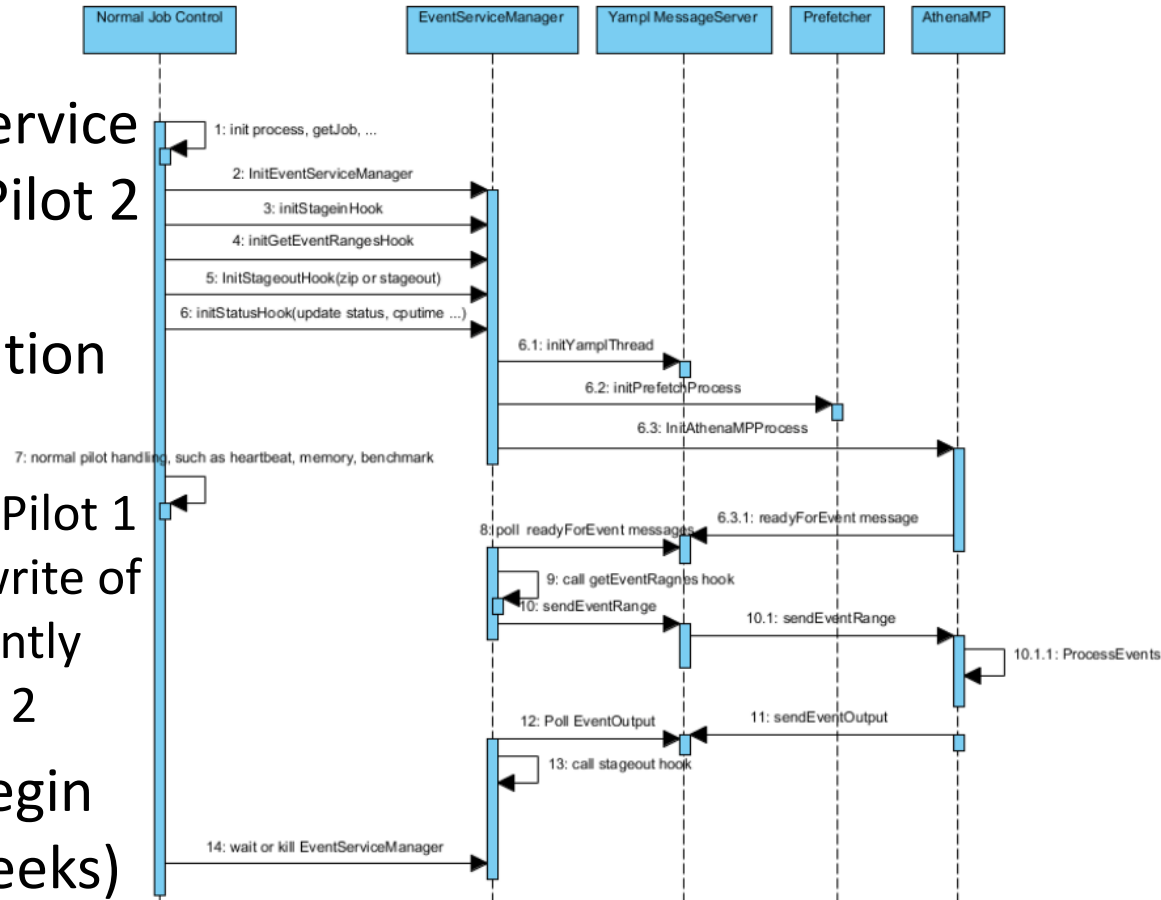 Normal Job Control
EventServiceManager
Yampl MessageServer
Prefetcher
AthenaMP
ervice
Pilot 2
tion
Pilot 1
write of
ntly
2
egin
eeks)
1: init process, getJob, ...
2: InitEventServiceManager
3: initStageinHook
4: initGetEventRangesHook
5: InitStageoutHook(zip or stageout)
6: initStatusHook(update status, cputime ...)
6.1: initYamplThread
6.2: initPrefetchProcess
6.3: InitAthenaMPProcess
7: normal pilot handling, such as heartbeat, memory, benchmark
6.3.1: readyForEvent message
8: poll readyForEvent messages
9: call getEventRagnes hook
10: sendEventRange
10.1: sendEventRange
10.1.1: ProcessEvents
12: Poll EventOutput
11: sendEventOutput
13: call stageout hook
14: wait or kill EventServiceManager